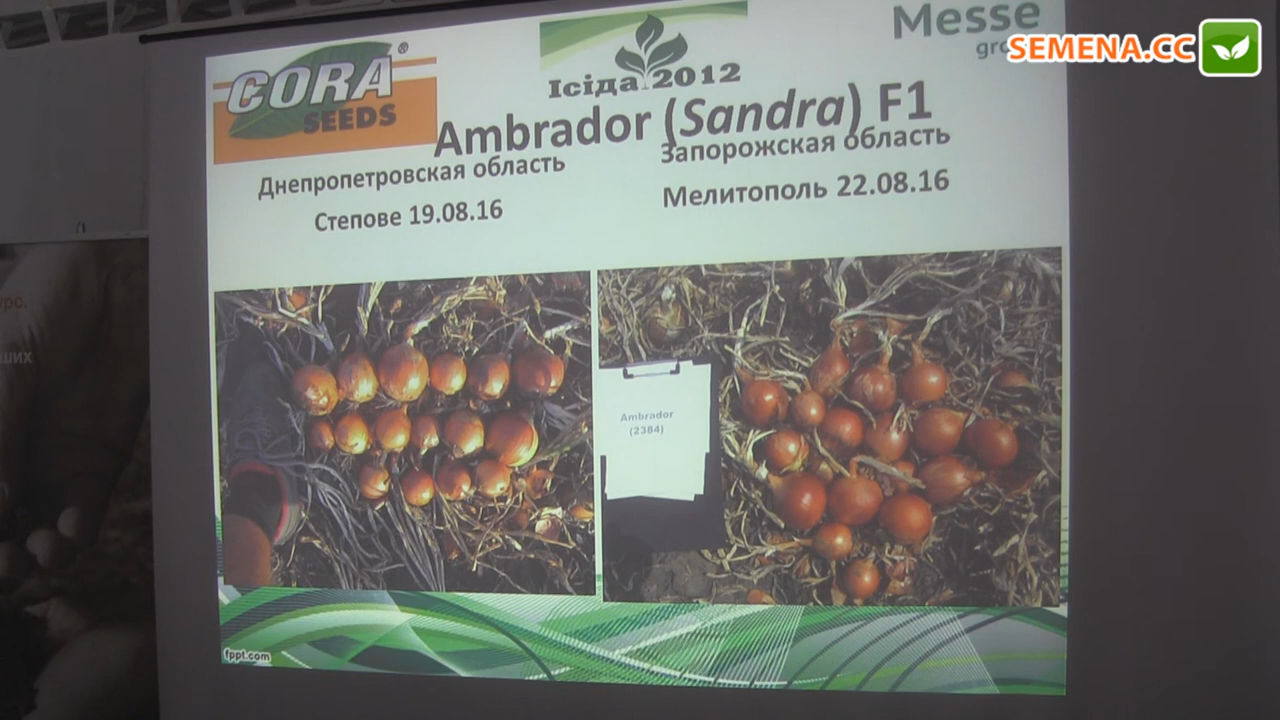 CORA
SEEDS
Ісіда 2012
Messe
SEMENA.CC
Ambrador (Sandra) F1
Днепропетровская область
Степове 19.08.16
Запорожская область
Мелитополь 22.08.16
Ambrador
(2384)
fppt.com